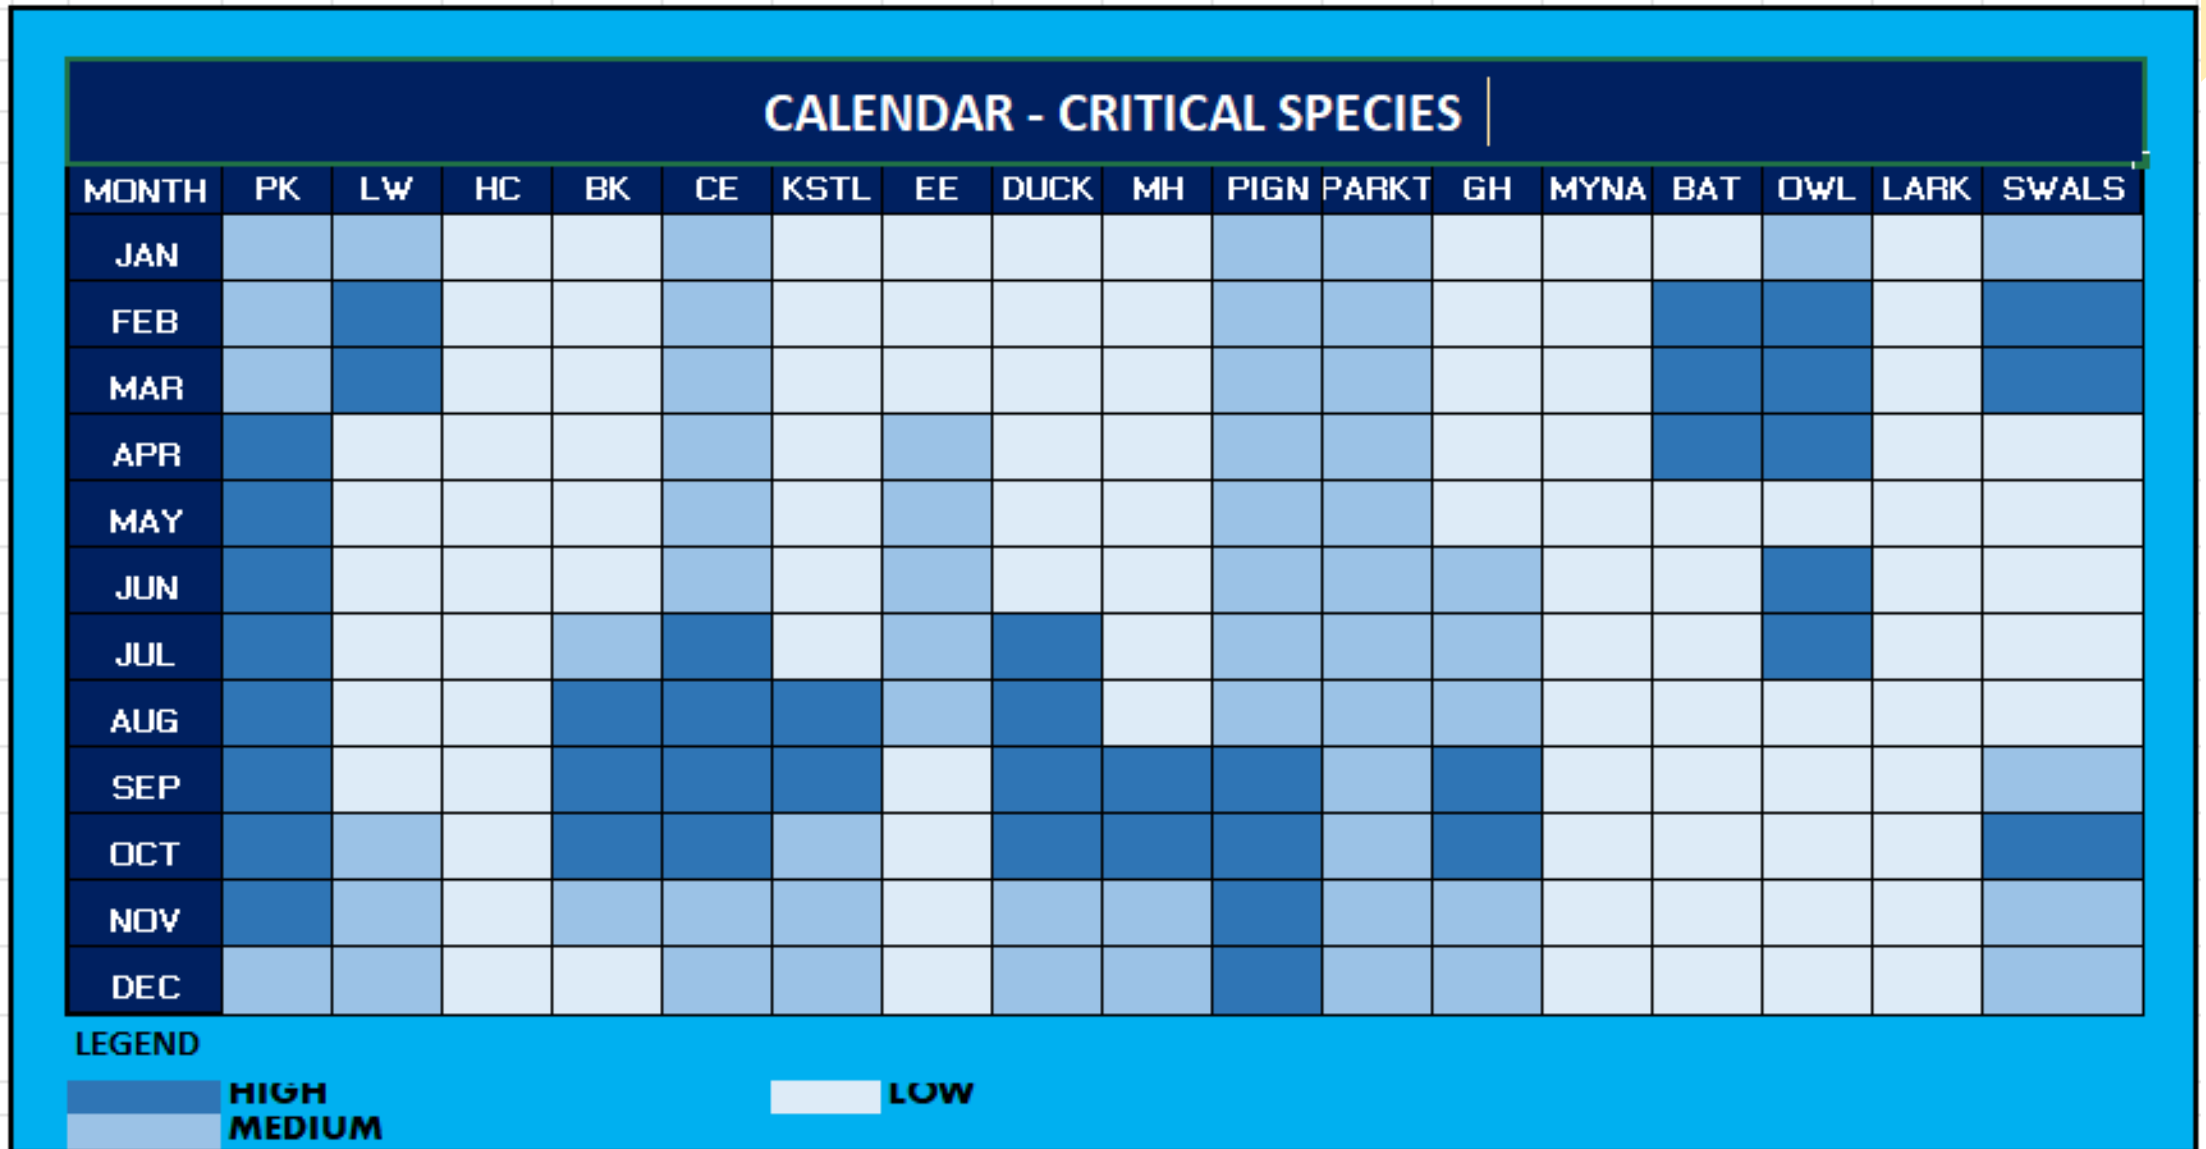 CALENDAR - CRITICAL SPECIES
MONTH PK LW HC BK CE KSTL EE DUCK MH PIGN PARKT GH MYNA BAT OWL LARK SWALS
JAN
FEB
MAR
APR
MAY
JUN
JUL
AUG
SEP
OCT
NOV
DEC
LEGEND
HIGH LOW
MEDIUM